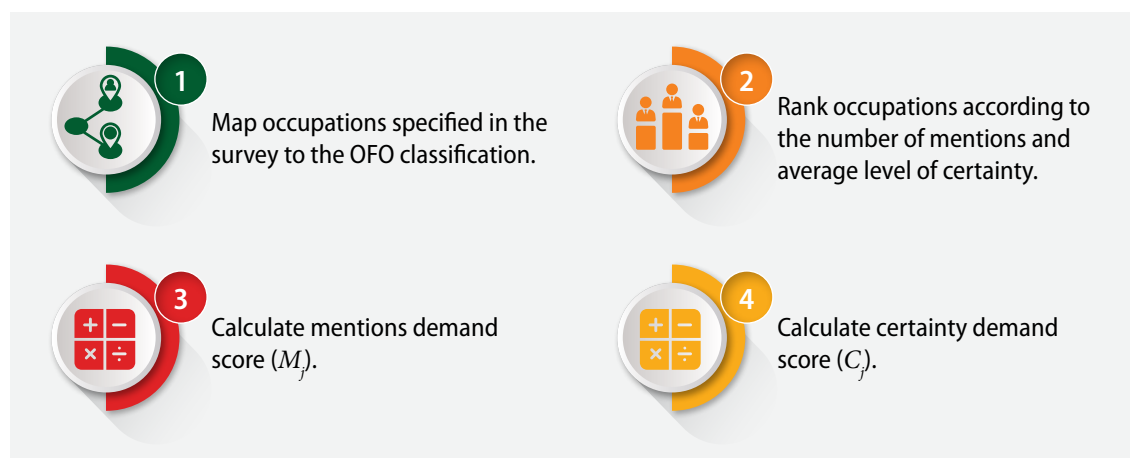 1
Map occupations specified in the
survey to the OFO classification.
2
Rank occupations according to
the number of mentions and
average level of certainty.
3
Calculate mentions demand
score (Mj).
4
Calculate certainty demand
score (Cj).